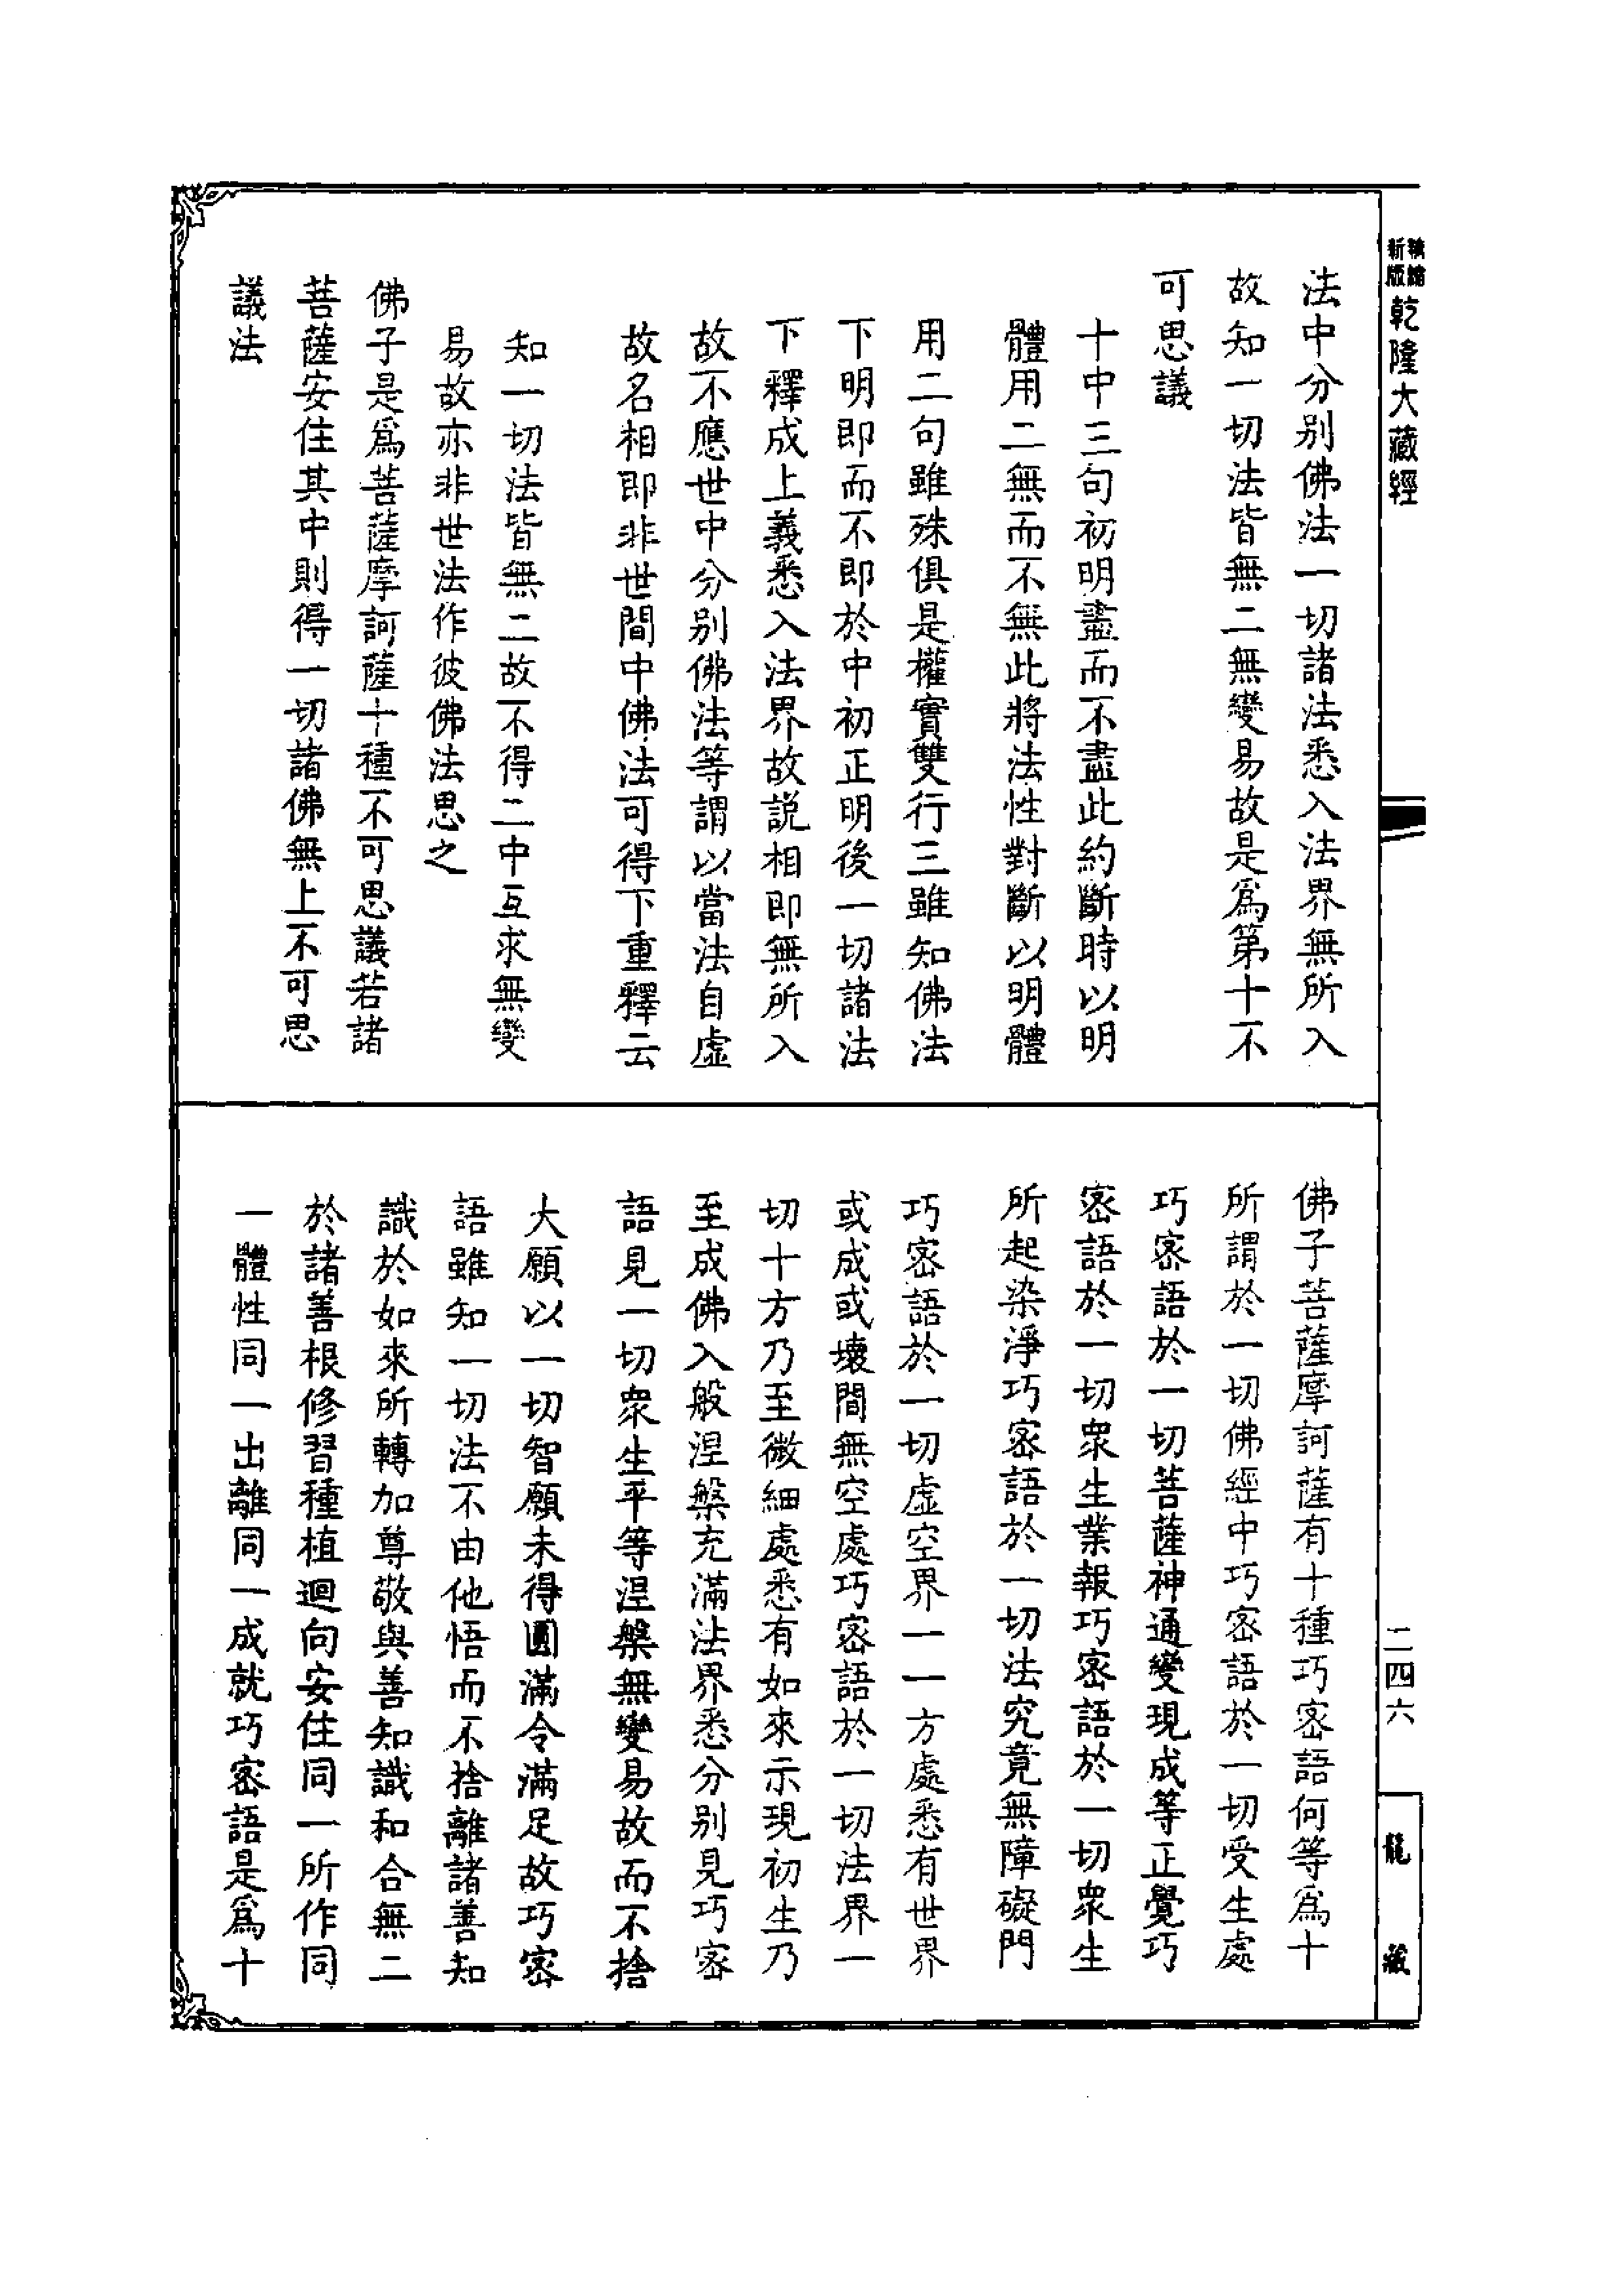 新版
精縮
乾隆大藏經
法中分別佛法一切諸法悉入法界無所入
故知一切法皆無二無變易故是爲第十不
可思議
十中三句初明盡而不盡此約斷時以明
體用二無而不無此將法性對斷以明體
用二句雖殊俱是權實雙行三雖知佛法
下明即而不即於中初正明後一切諸法
下釋成上義悉入法界故説相即無所入
故不應世中分别佛法等謂以當法自虛
故名相即非世間中佛法可得下重釋云
知一切法皆無二故不得二中互求無變
易故亦非世法作彼佛法思之
佛子是爲菩薩摩訶薩十種不可思議若諸
菩薩安住其中則得一切諸佛無上不可思
議法
佛子菩薩摩訶薩有十種巧密語何等爲十
所謂於一切佛經中巧密語於一切受生處
巧密語於一切菩薩神通變現成等正覺巧
密語於一切眾生業報巧密語於一切眾生
所起染淨巧密語於一切法究竟無障礙門
巧密語於一切虛空界一一方處悉有世界
或成或壞間無空處巧密語於一切法界一
切十方乃至微細處悉有如來示現初生乃
至成佛入般涅槃充滿法界悉分别見巧密
語見一切眾生平等涅槃無變易故而不捨
大願以一切智願未得圓滿令滿足故巧密
語雖知一切法不由他悟而不捨離諸善知
識於如來所轉加尊敬與善知識和合無二
於諸善根修習種植迴向安住同一所作同
一體性同一出離同一成就巧密語是爲十
二四六
龍藏